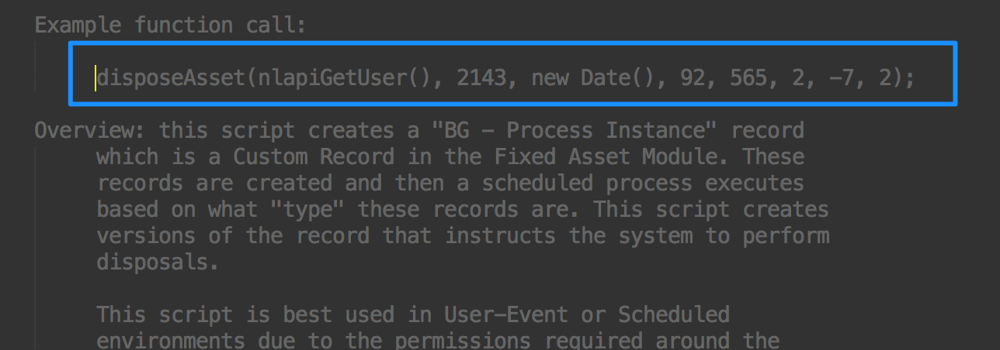 Example function call:
disposeAsset(nlapiGetUser(), 2143, new Date(), 92, 565, 2, -7, 2);
Overview: this script creates a "BG - Process Instance" record
which is a Custom Record in the Fixed Asset Module. These
records are created and then a scheduled process executes
based on what "type" these records are. This script creates
versions of the record that instructs the system to perform
disposals.
This script is best used in User-Event or Scheduled
environments due to the permissions required around the